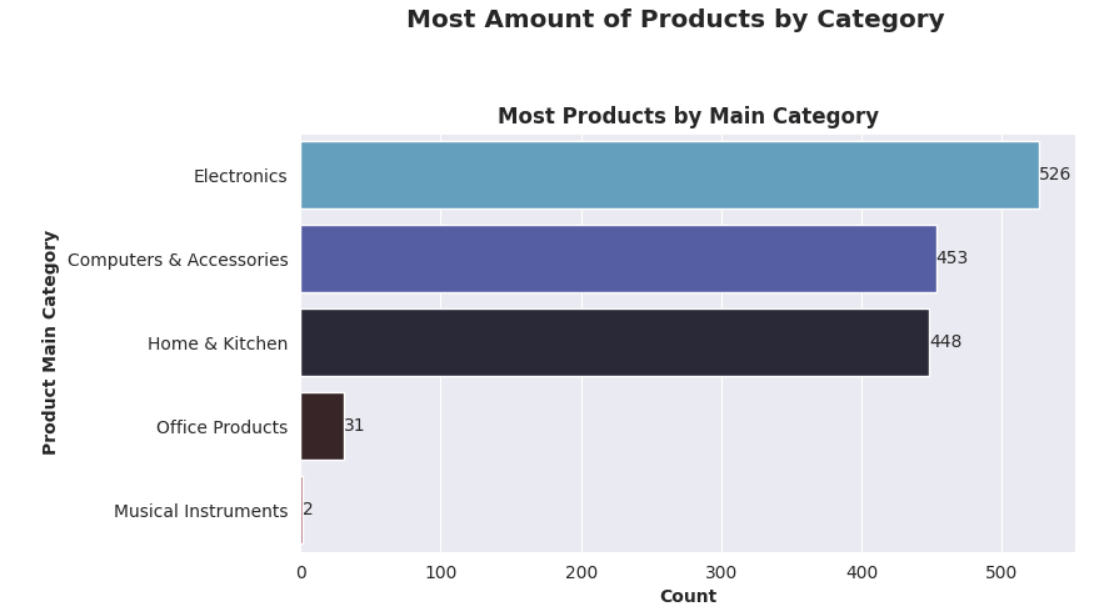 Most Amount of Products by Category
Most Products by Main Category
Product Main Category
Electronics 526
Computers & Accessories 453
Home & Kitchen 448
Office Products 31
Musical Instruments 2
0 100 200 300 400 500
Count